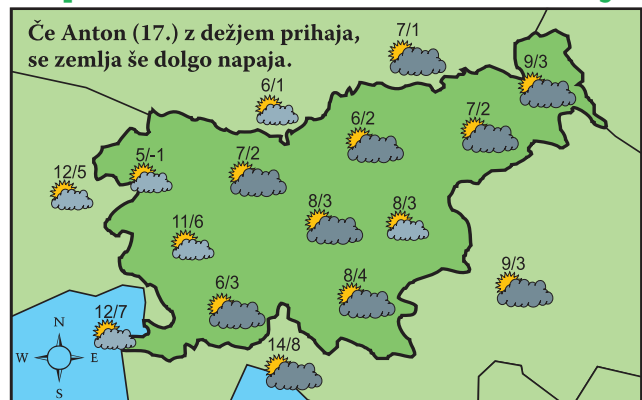 Če Anton (17.) z dežjem prihaja,
se zemlja še dolgo napaja.
7/1
9/3
6/1
6/2
7/2
12/5
5/-1
7/2
8/3
8/3
11/6
9/3
6/3
8/4
12/7
14/8
N
W
E
S